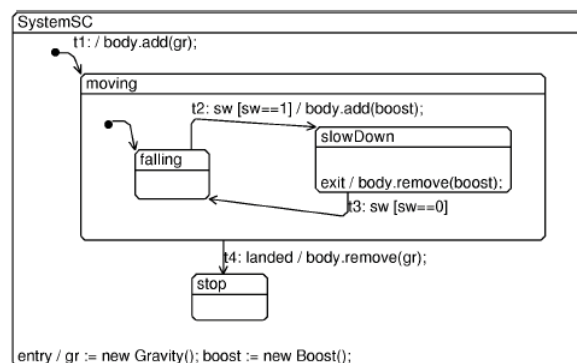 SystemSC
t1: / body.add(gr);
moving
t2: sw [sw==1] / body.add(boost);
slowDown
falling
exit / body.remove(boost);
t3: sw [sw==0]
t4: landed / body.remove(gr);
stop
entry / gr := new Gravity(); boost := new Boost();